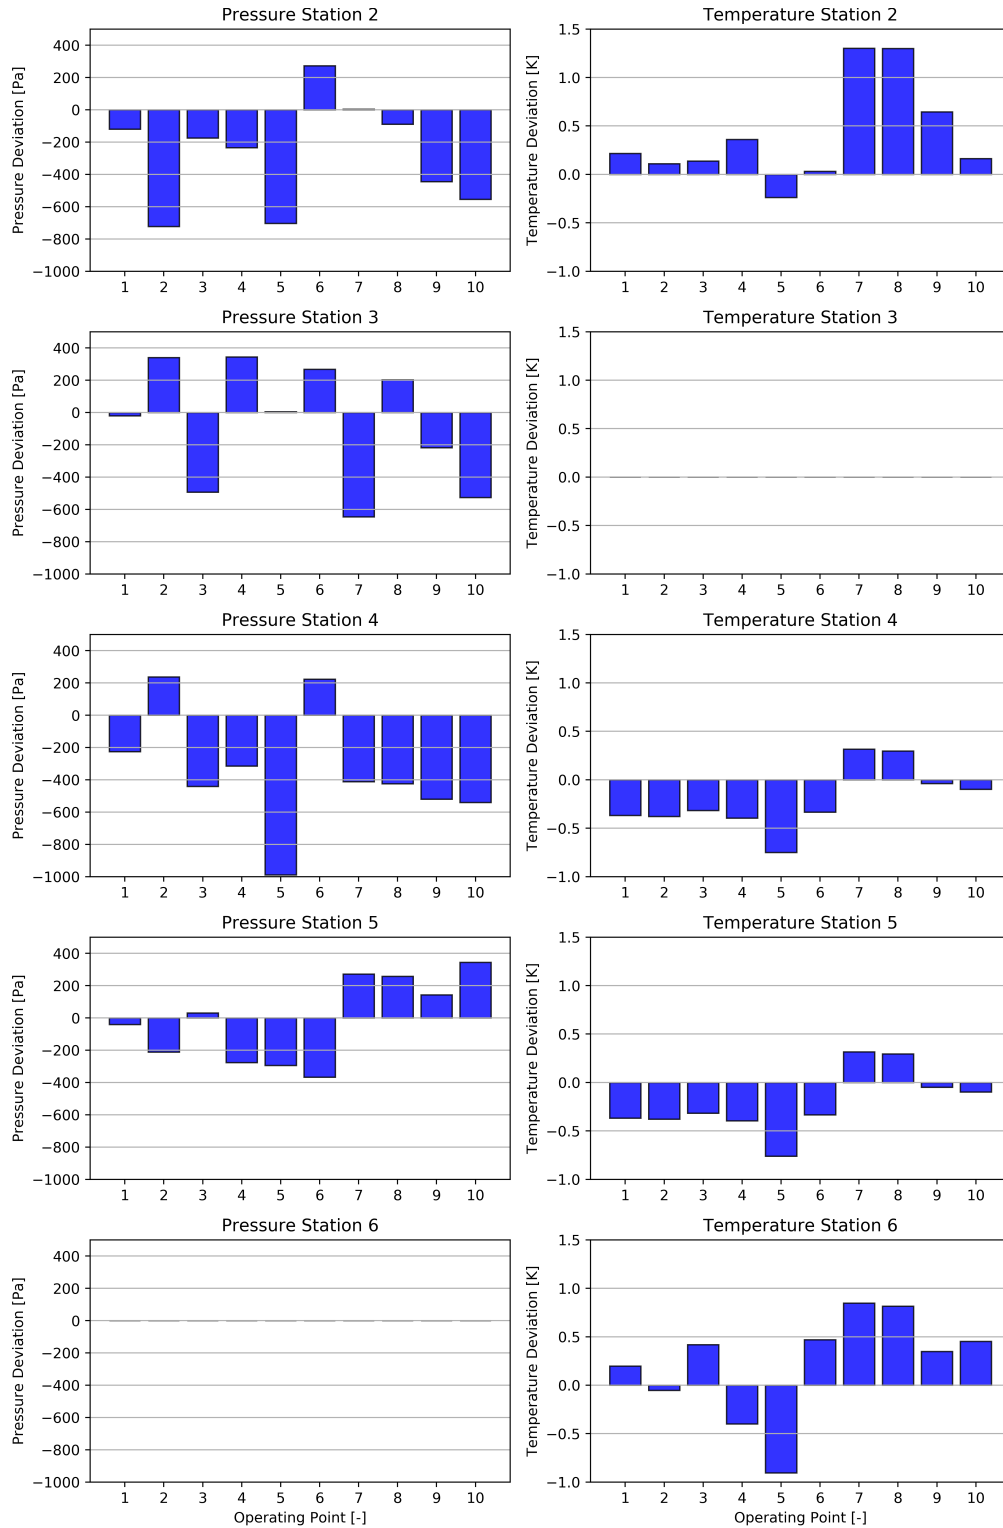 Pressure Station 2
Pressure Deviation [Pa]
400
200
0
−200
−400
−600
−800
−1000
1 2 3 4 5 6 7 8 9 10
Temperature Station 2
Temperature Deviation [K]
1.5
1.0
0.5
0.0
−0.5
−1.0
1 2 3 4 5 6 7 8 9 10
Pressure Station 3
Pressure Deviation [Pa]
400
200
0
−200
−400
−600
−800
−1000
1 2 3 4 5 6 7 8 9 10
Temperature Station 3
Temperature Deviation [K]
1.5
1.0
0.5
0.0
−0.5
−1.0
1 2 3 4 5 6 7 8 9 10
Pressure Station 4
Pressure Deviation [Pa]
400
200
0
−200
−400
−600
−800
−1000
1 2 3 4 5 6 7 8 9 10
Temperature Station 4
Temperature Deviation [K]
1.5
1.0
0.5
0.0
−0.5
−1.0
1 2 3 4 5 6 7 8 9 10
Pressure Station 5
Pressure Deviation [Pa]
400
200
0
−200
−400
−600
−800
−1000
1 2 3 4 5 6 7 8 9 10
Temperature Station 5
Temperature Deviation [K]
1.5
1.0
0.5
0.0
−0.5
−1.0
1 2 3 4 5 6 7 8 9 10
Pressure Station 6
Pressure Deviation [Pa]
400
200
0
−200
−400
−600
−800
−1000
1 2 3 4 5 6 7 8 9 10
Operating Point [-]
Temperature Station 6
Temperature Deviation [K]
1.5
1.0
0.5
0.0
−0.5
−1.0
1 2 3 4 5 6 7 8 9 10
Operating Point [-]